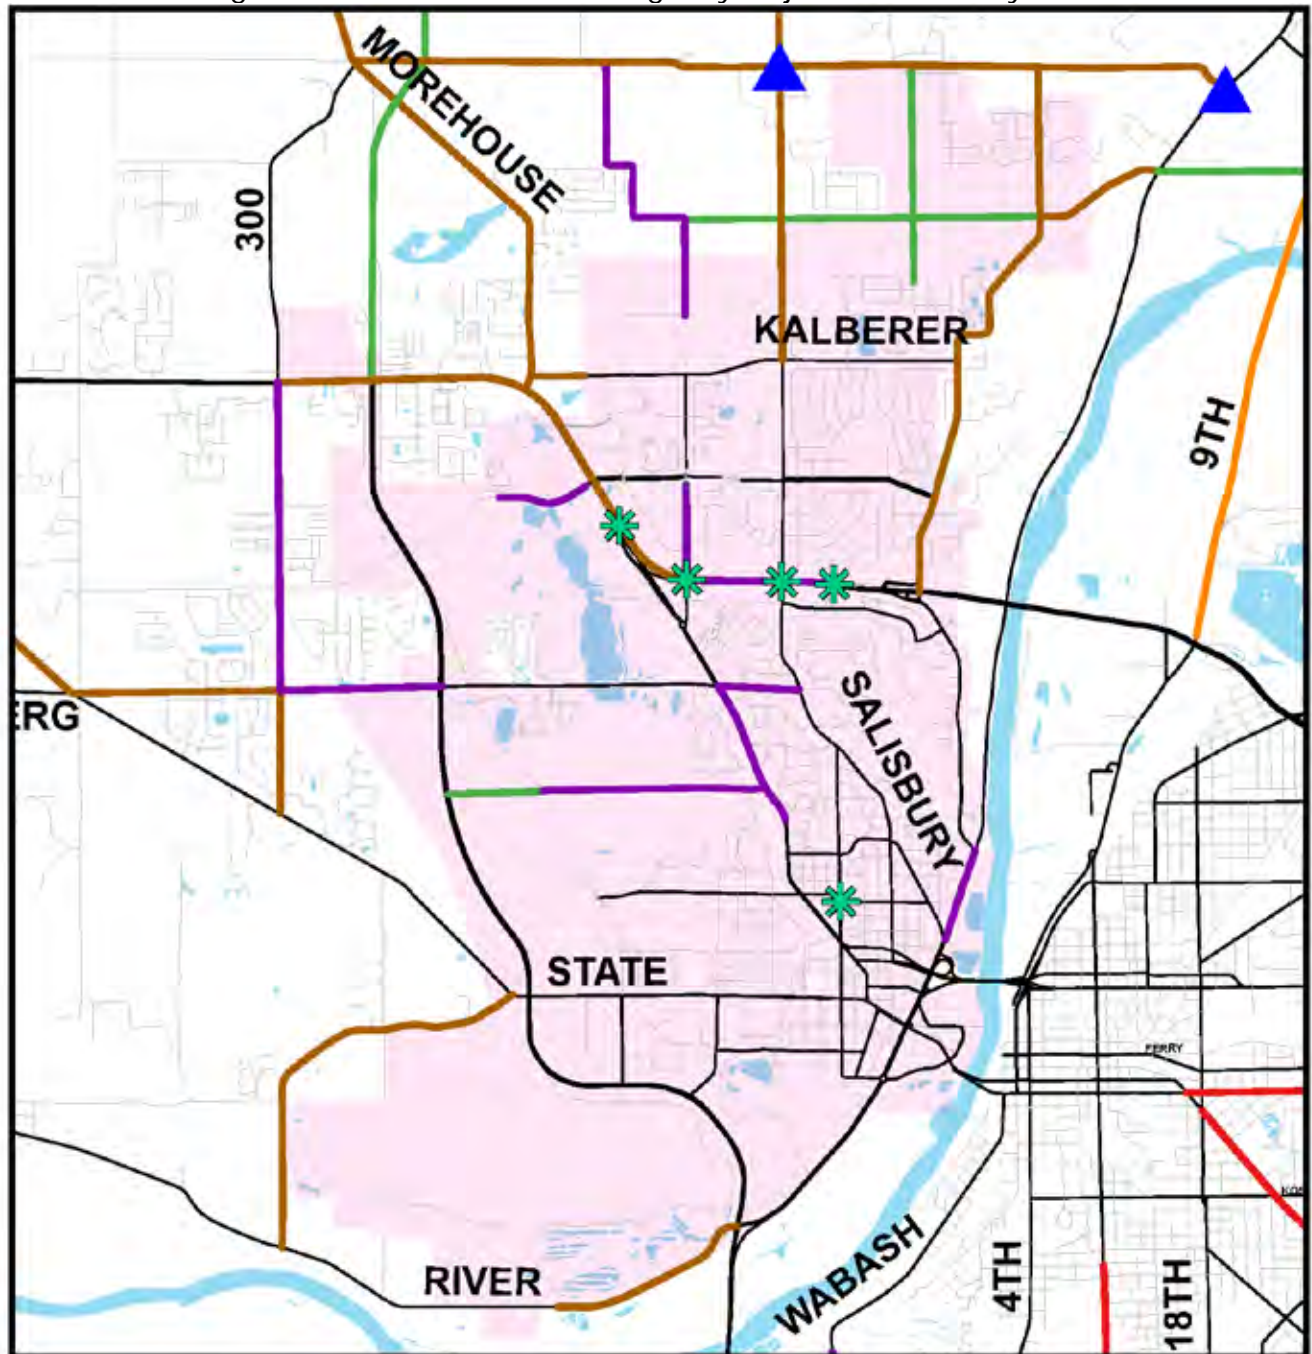 MOREHOUSE
300
KALBERER
9TH
ERG
SALISBURY
STATE
FERRY
RIVER
WABASH
4TH
18TH